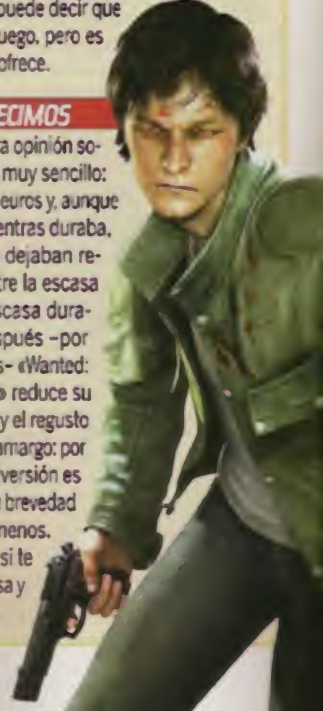 puede decir que
uego, pero es
ofrece.
ECIMOS
ra opinión so-
muy sencillo:
euros y, aunque
entras duraba,
dejaban re-
tre la escasa
scasa dura-
spués -por
s- «Wanted:
» reduce su
y el regusto
amargo: por
versión es
brevedad
menos.
si te
sa y